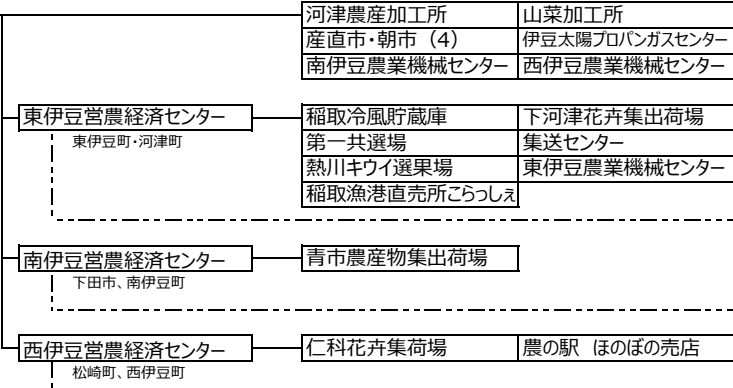 河津農産加工所 山菜加工所
産直市・朝市（4） 伊豆太陽プロパンガスセンター
南伊豆農業機械センター 西伊豆農業機械センター
東伊豆営農経済センター 稲取冷風貯蔵庫 下河津花卉集出荷場
東伊豆町・河津町 第一共選場 集送センター
熱川キウイ選果場 東伊豆農業機械センター
稲取漁港直売所こらっしぇ
南伊豆営農経済センター 青市農産物集出荷場
下田市、南伊豆町
西伊豆営農経済センター 仁科花卉集荷場 農の駅 ほのぼの売店
松崎町、西伊豆町